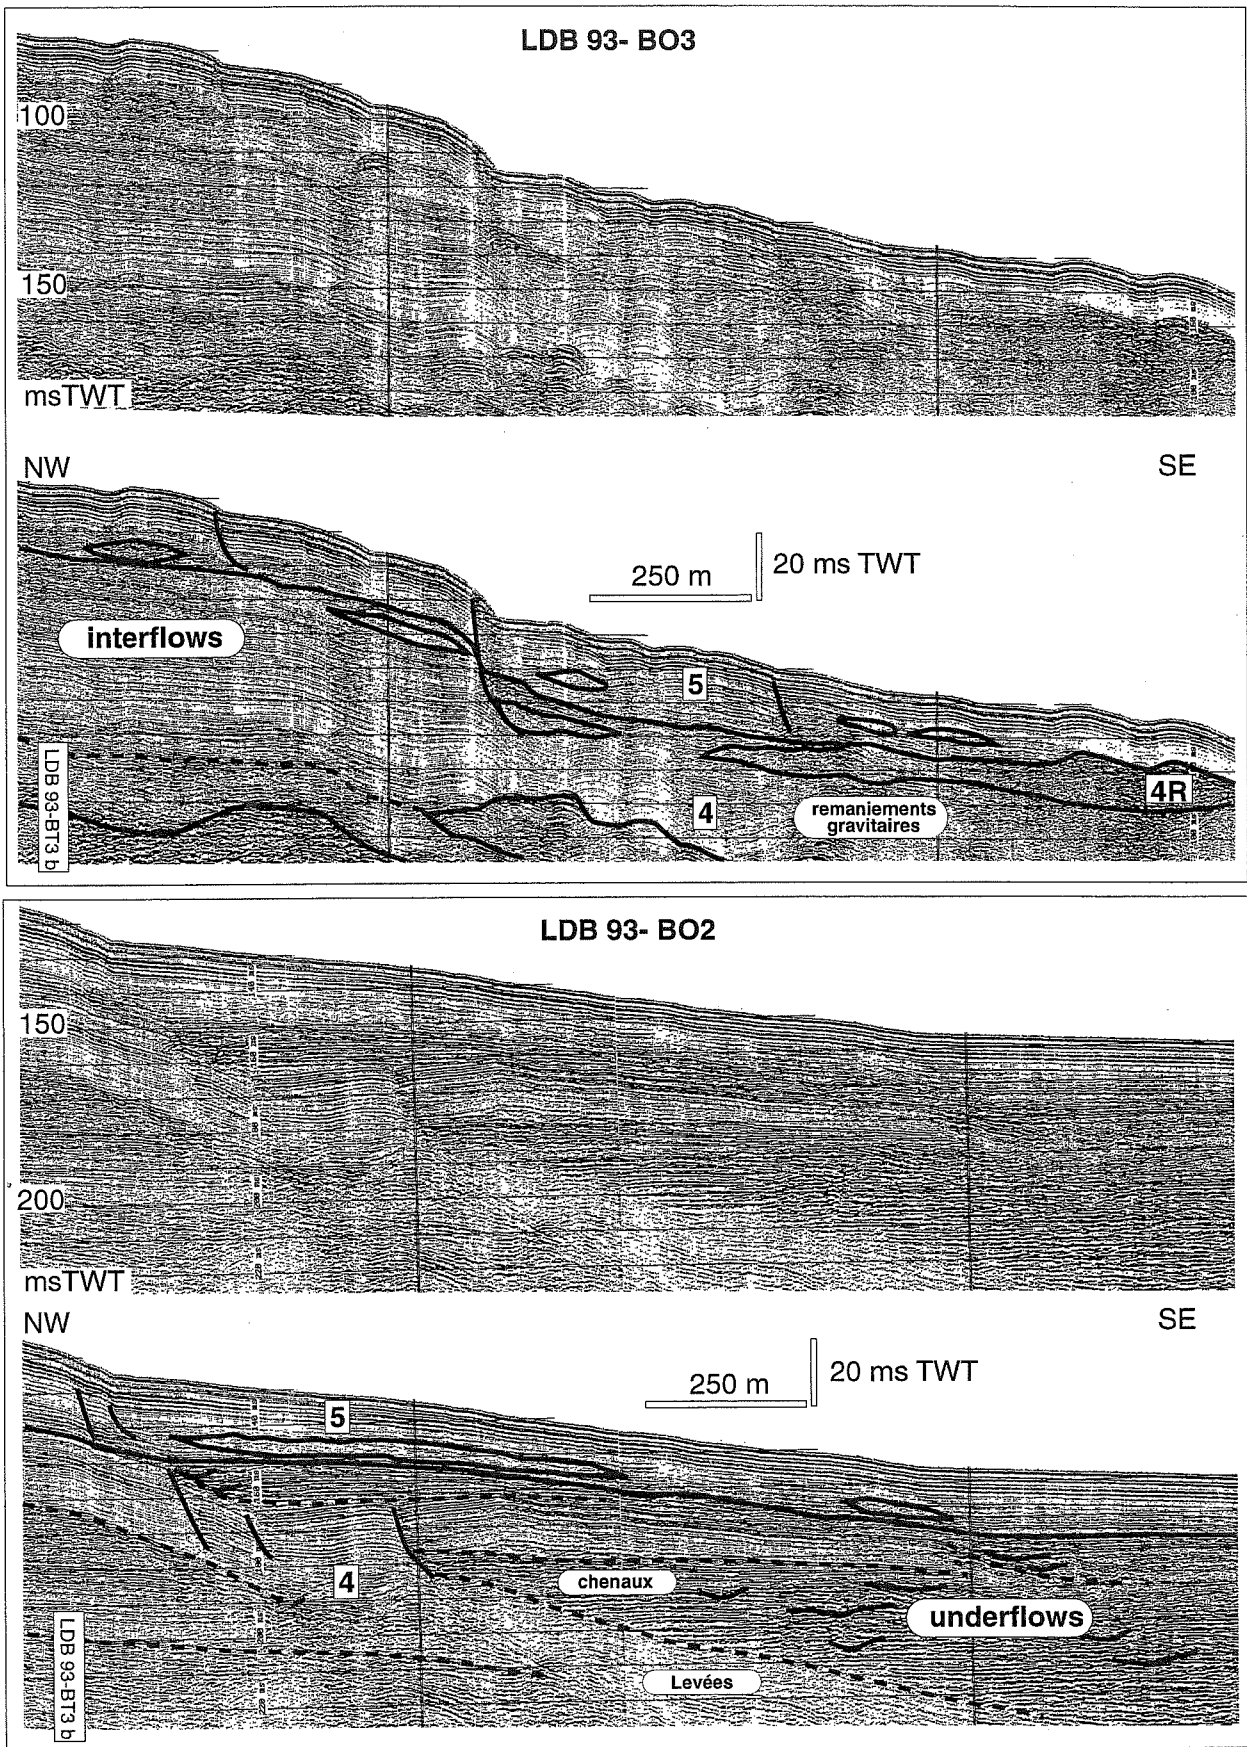 LDB 93- BO3
100
150
msTWT
NW
SE
250 m
20 ms TWT
interflows
5
4
4R
remaniements
gravitaires
LDB 93-BT3 b
LDB 93- BO2
150
200
msTWT
NW
SE
250 m
20 ms TWT
5
4
chenaux
underflows
Levées
LDB 93-BT3 b